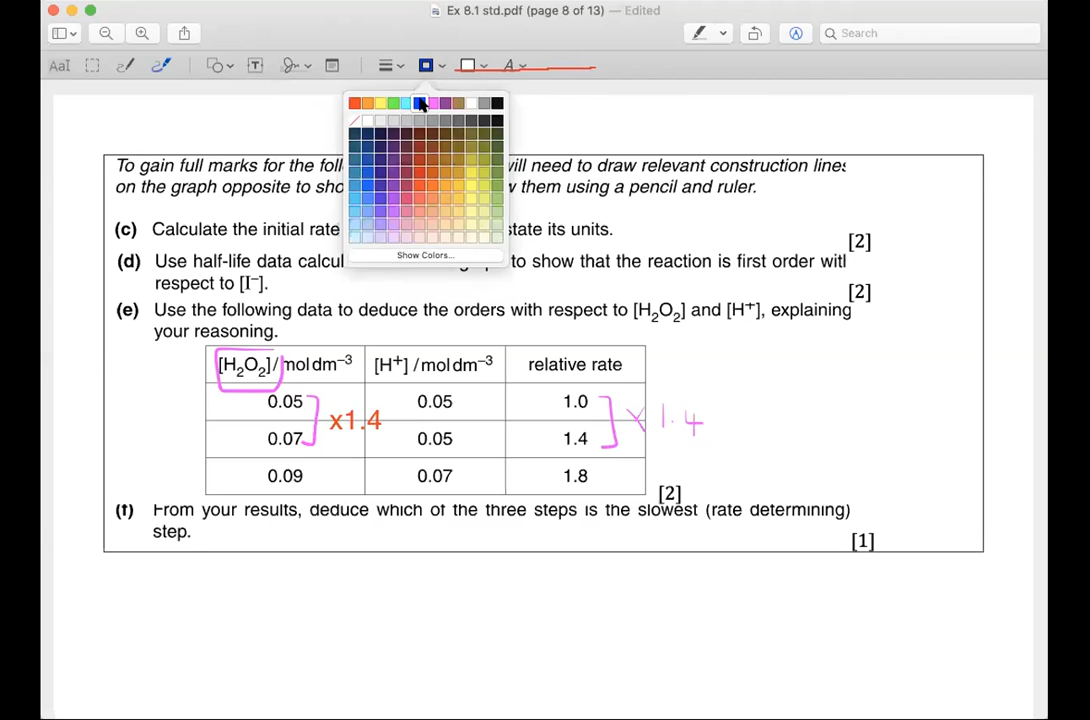 Ex 8.1 std.pdf (page 8 of 13) — Edited
Search
AaI
T
A
Show Colors...
To gain full marks for the foll will need to draw relevant construction lines
on the graph opposite to sho w them using a pencil and ruler.
(c) Calculate the initial rate state its units.
[2]
(d) Use half-life data calcul to show that the reaction is first order with
respect to [I⁻].
[2]
(e) Use the following data to deduce the orders with respect to [H₂O₂] and [H⁺], explaining
your reasoning.
[H₂O₂]/mol dm⁻³ [H⁺]/mol dm⁻³ relative rate
0.05 0.05 1.0
x1.4 x1.4
0.07 0.05 1.4
0.09 0.07 1.8
[2]
(f) From your results, deduce which of the three steps is the slowest (rate determining)
step.
[1]